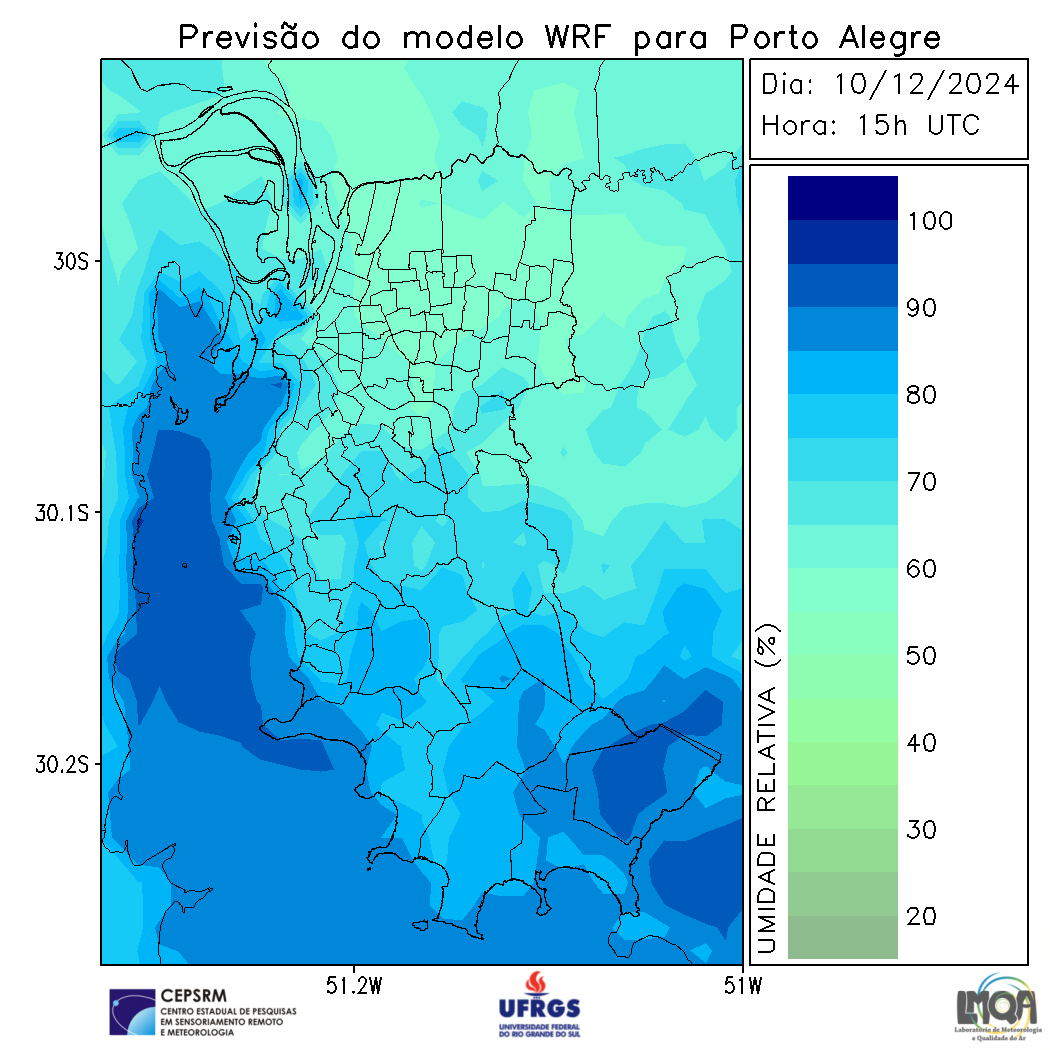 Previsão do modelo WRF para Porto Alegre
Dia: 10/12/2024
Hora: 15h UTC
30S
30.1S
30.2S
51.2W
51W
100
90
80
70
60
50
40
30
20
UMIDADE RELATIVA (%)
CEPSRM
CENTRO ESTADUAL DE PESQUISAS
EM SENSORIAMENTO REMOTO
E METEOROLOGIA
UFRGS
UNIVERSIDADE FEDERAL
DO RIO GRANDE DO SUL
LMQA
Laboratório de Meteorologia
e Qualidade do Ar